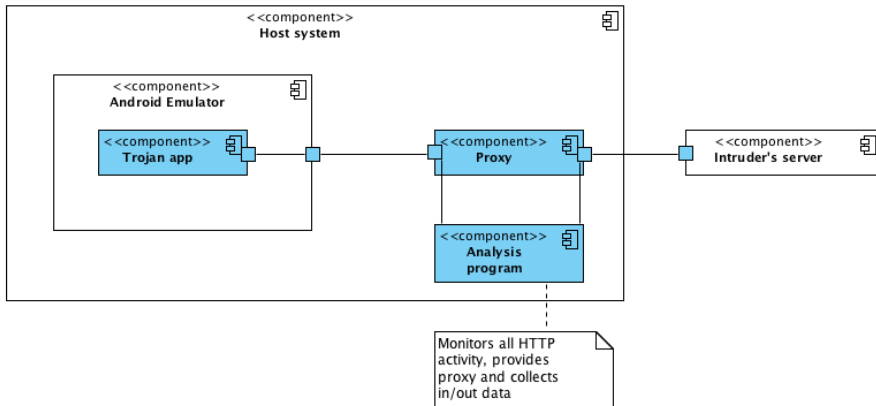 <<component>>
Host system
<<component>>
Android Emulator
<<component>>
Trojan app
<<component>>
Proxy
<<component>>
Intruder's server
<<component>>
Analysis
program
Monitors all HTTP
activity, provides
proxy and collects
in/out data